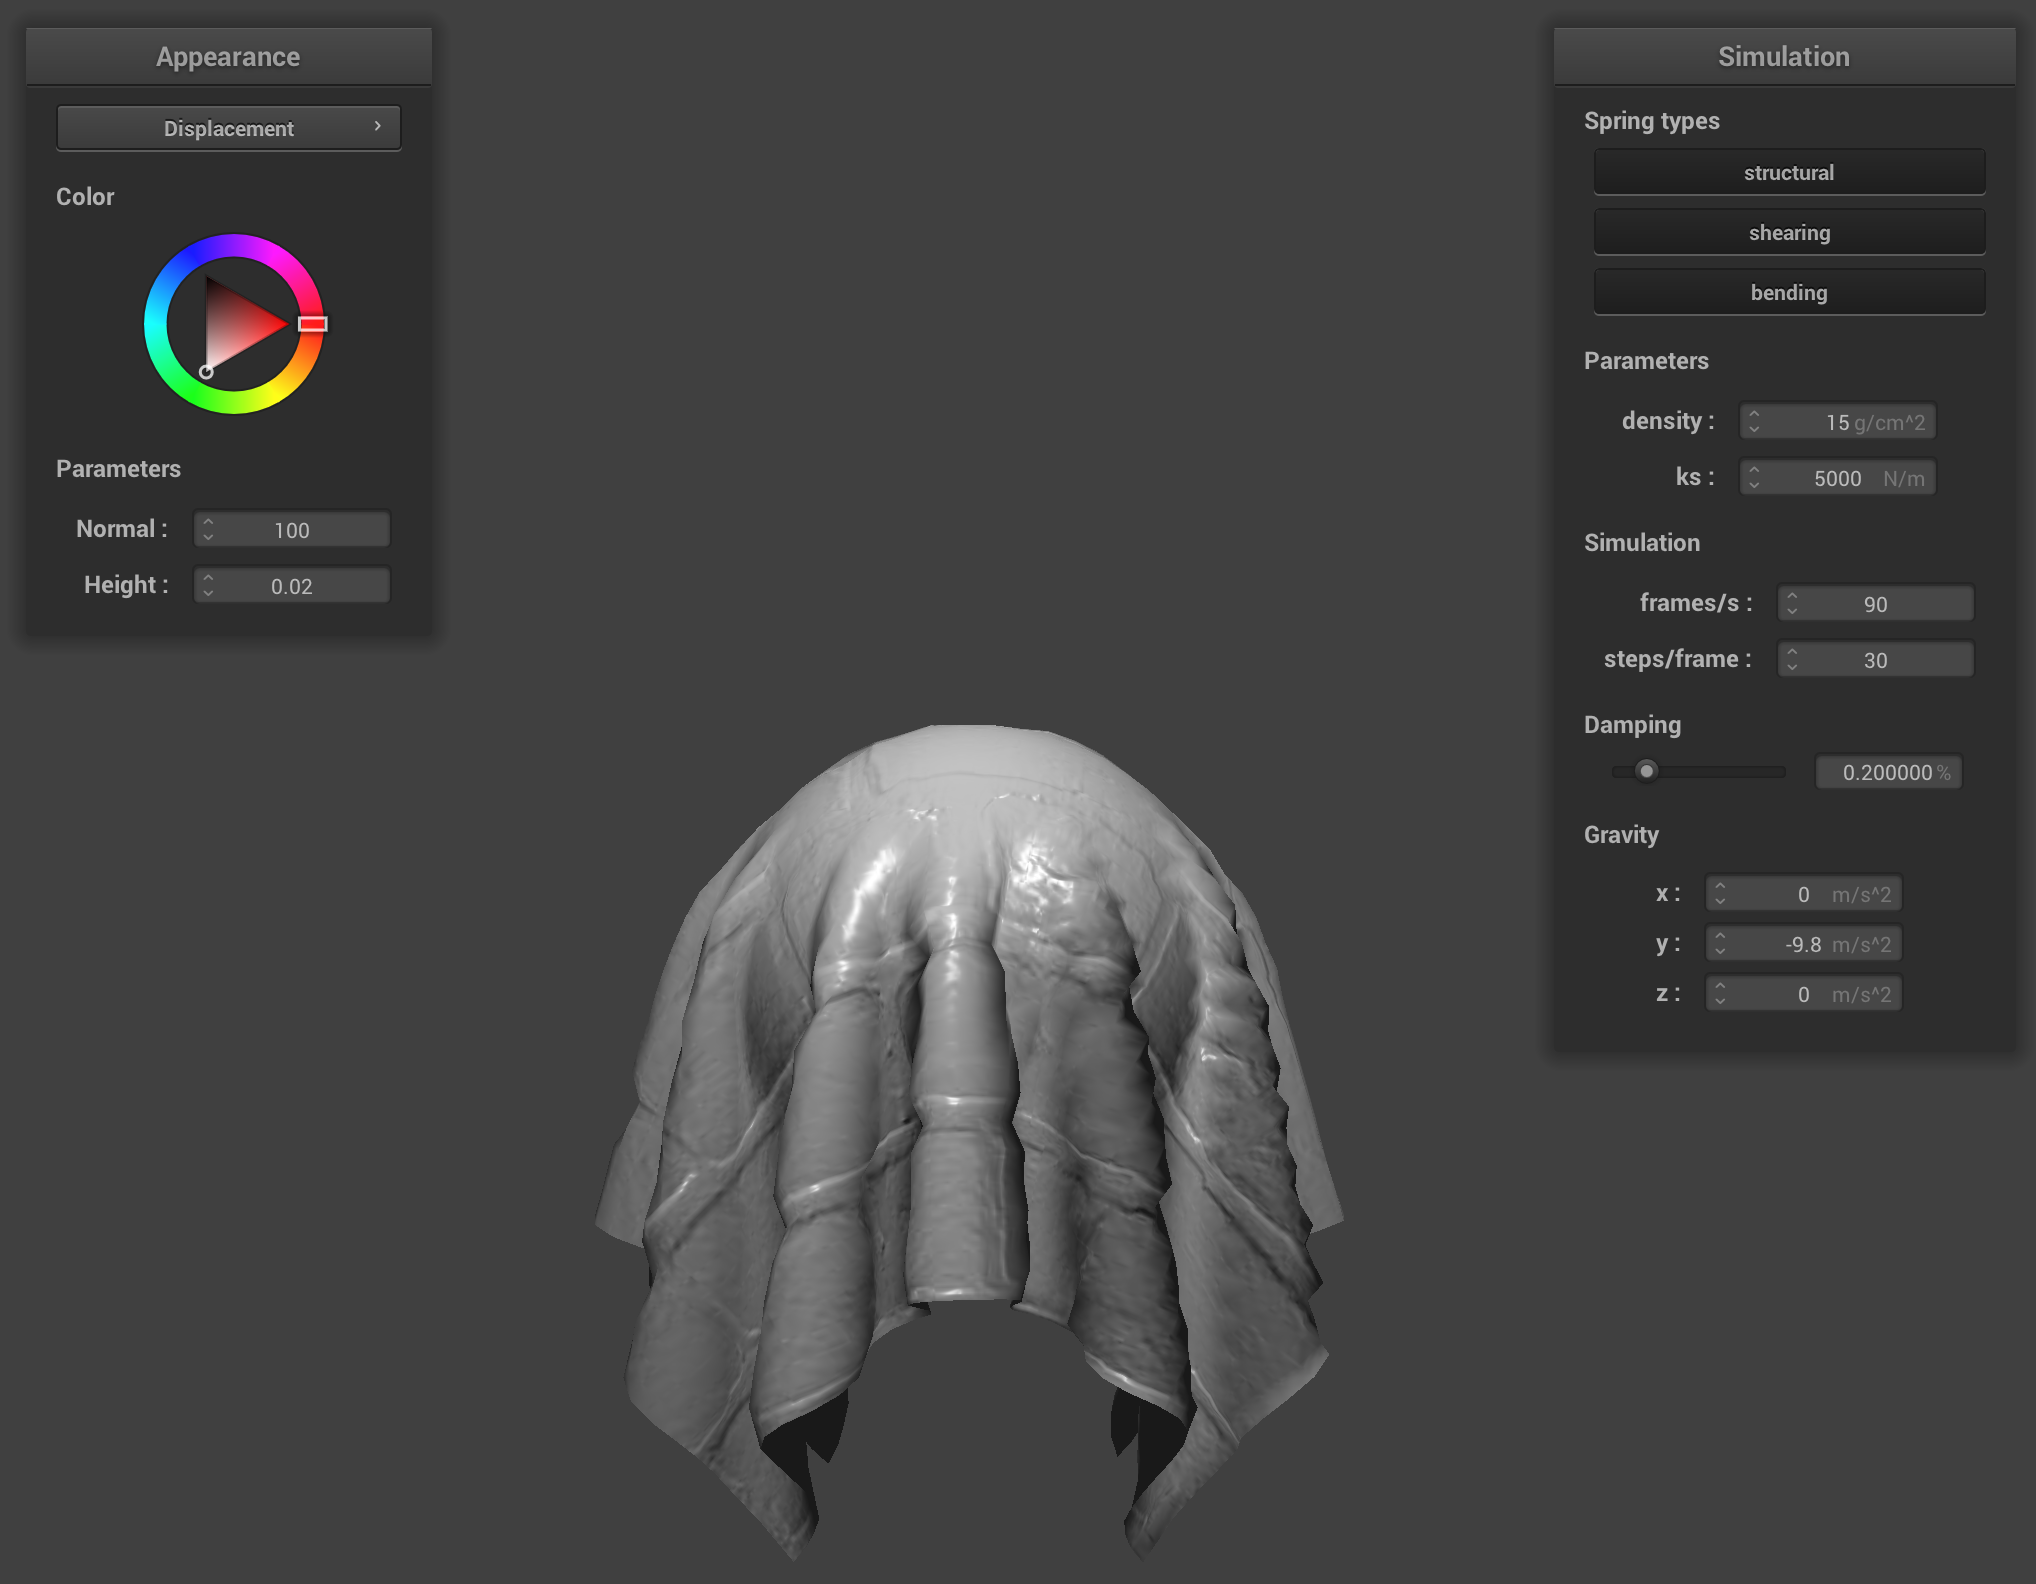 Appearance
Displacement
Color
Parameters
Normal : 100
Height : 0.02
Simulation
Spring types
structural
shearing
bending
Parameters
density : 15 g/cm^2
ks : 5000 N/m
Simulation
frames/s : 90
steps/frame : 30
Damping
0.200000 %
Gravity
x : 0 m/s^2
y : -9.8 m/s^2
z : 0 m/s^2